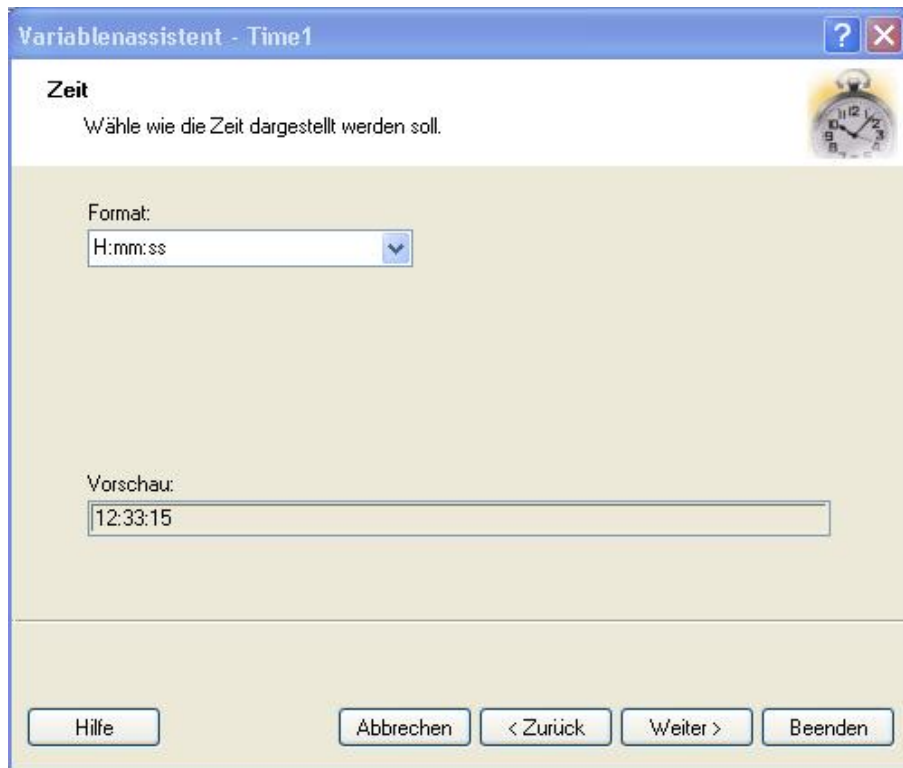 Variablenassistent - Time1
Zeit
Wähle wie die Zeit dargestellt werden soll.
Format:
H:mm:ss
Vorschau:
12:33:15
Hilfe
Abbrechen
< Zurück
Weiter >
Beenden